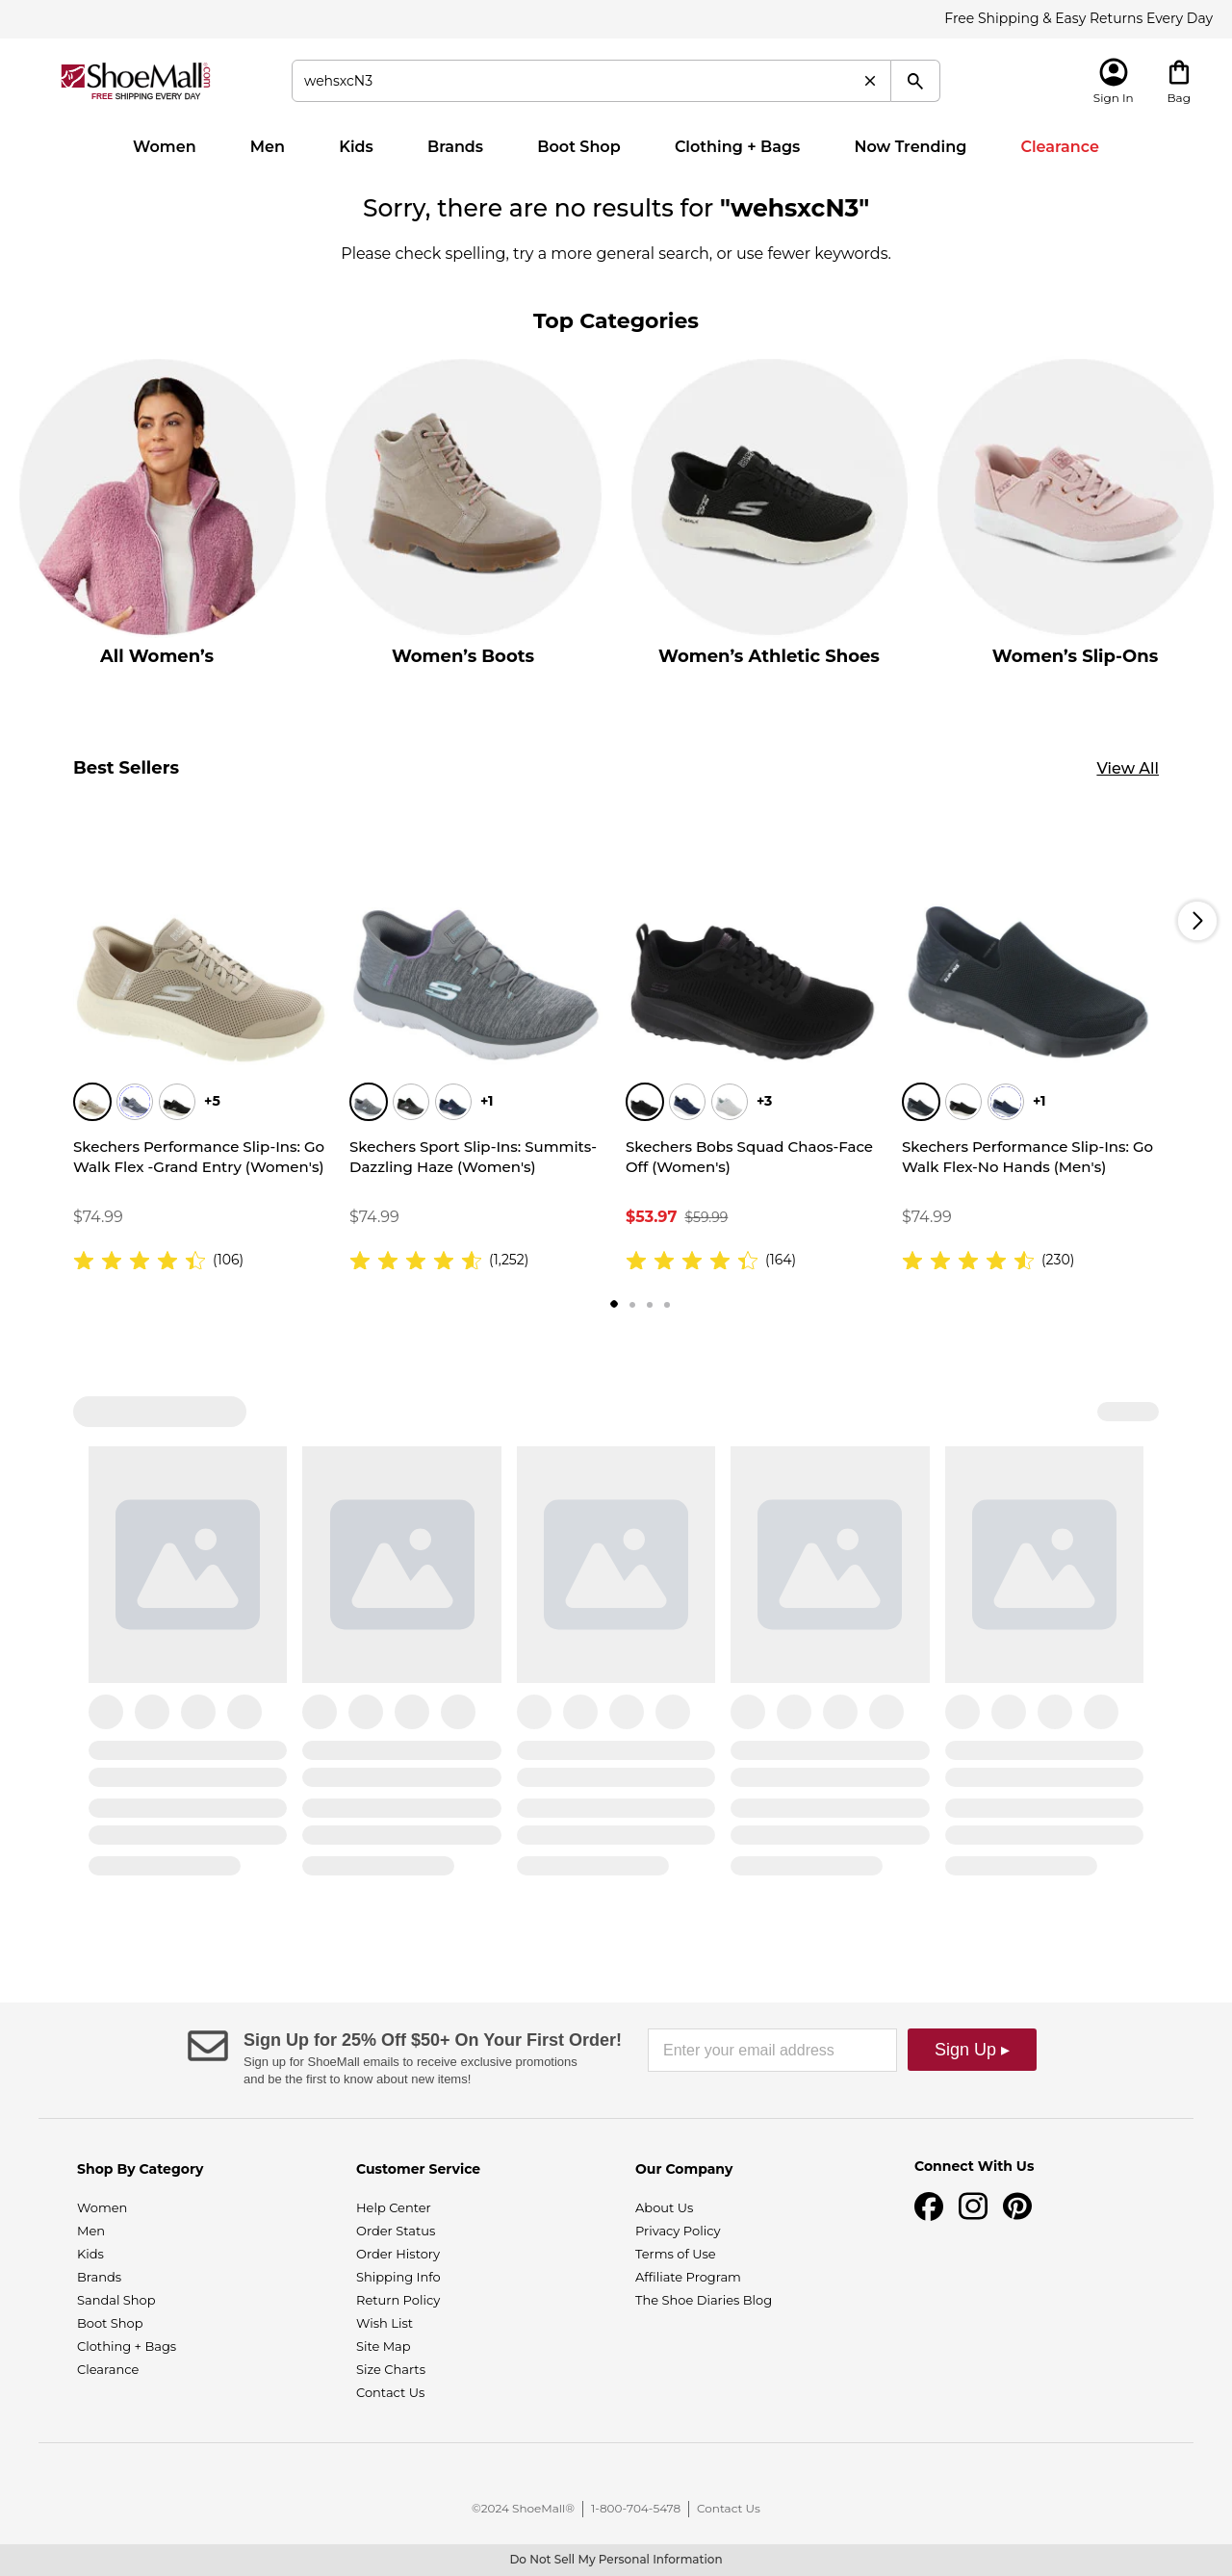 Free Shipping & Easy Returns Every Day
ShoeMall.com
FREE SHIPPING EVERY DAY
wehsxcN3
Sign In
Bag
Women Men Kids Brands Boot Shop Clothing + Bags Now Trending Clearance
Sorry, there are no results for "wehsxcN3"
Please check spelling, try a more general search, or use fewer keywords.
Top Categories
All Women’s
Women’s Boots
Women’s Athletic Shoes
Women’s Slip-Ons
Best Sellers
View All
+5
Skechers Performance Slip-Ins: Go
Walk Flex -Grand Entry (Women's)
$74.99
(106)
+1
Skechers Sport Slip-Ins: Summits-
Dazzling Haze (Women's)
$74.99
(1,252)
+3
Skechers Bobs Squad Chaos-Face
Off (Women's)
$53.97 $59.99
(164)
+1
Skechers Performance Slip-Ins: Go
Walk Flex-No Hands (Men's)
$74.99
(230)
Sign Up for 25% Off $50+ On Your First Order!
Sign up for ShoeMall emails to receive exclusive promotions
and be the first to know about new items!
Enter your email address
Sign Up ▸
Shop By Category
Women
Men
Kids
Brands
Sandal Shop
Boot Shop
Clothing + Bags
Clearance
Customer Service
Help Center
Order Status
Order History
Shipping Info
Return Policy
Wish List
Site Map
Size Charts
Contact Us
Our Company
About Us
Privacy Policy
Terms of Use
Affiliate Program
The Shoe Diaries Blog
Connect With Us
©2024 ShoeMall® 1-800-704-5478 Contact Us
Do Not Sell My Personal Information